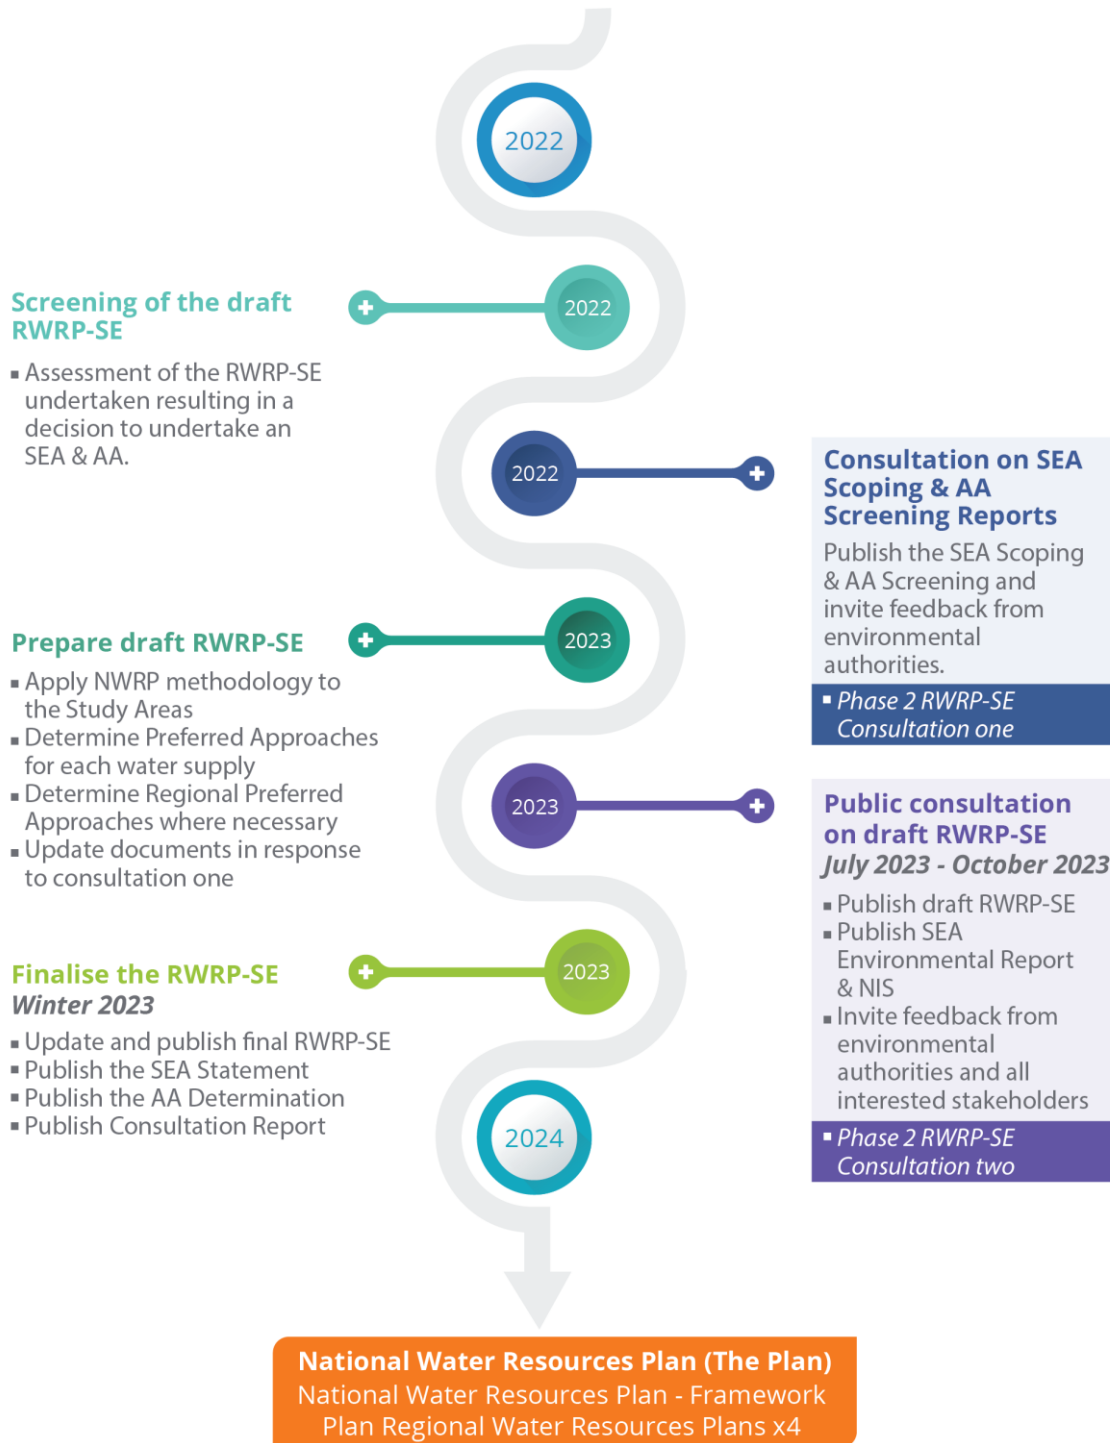 2022
Screening of the draft
RWRP-SE
▪ Assessment of the RWRP-SE
undertaken resulting in a
decision to undertake an
SEA & AA.
2022
2022
Consultation on SEA
Scoping & AA
Screening Reports
Publish the SEA Scoping
& AA Screening and
invite feedback from
environmental
authorities.
▪ Phase 2 RWRP-SE
Consultation one
Prepare draft RWRP-SE
▪ Apply NWRP methodology to
the Study Areas
▪ Determine Preferred Approaches
for each water supply
▪ Determine Regional Preferred
Approaches where necessary
▪ Update documents in response
to consultation one
2023
2023
Public consultation
on draft RWRP-SE
July 2023 - October 2023
▪ Publish draft RWRP-SE
▪ Publish SEA
Environmental Report
& NIS
▪ Invite feedback from
environmental
authorities and all
interested stakeholders
▪ Phase 2 RWRP-SE
Consultation two
Finalise the RWRP-SE
Winter 2023
▪ Update and publish final RWRP-SE
▪ Publish the SEA Statement
▪ Publish the AA Determination
▪ Publish Consultation Report
2023
2024
National Water Resources Plan (The Plan)
National Water Resources Plan - Framework
Plan Regional Water Resources Plans x4